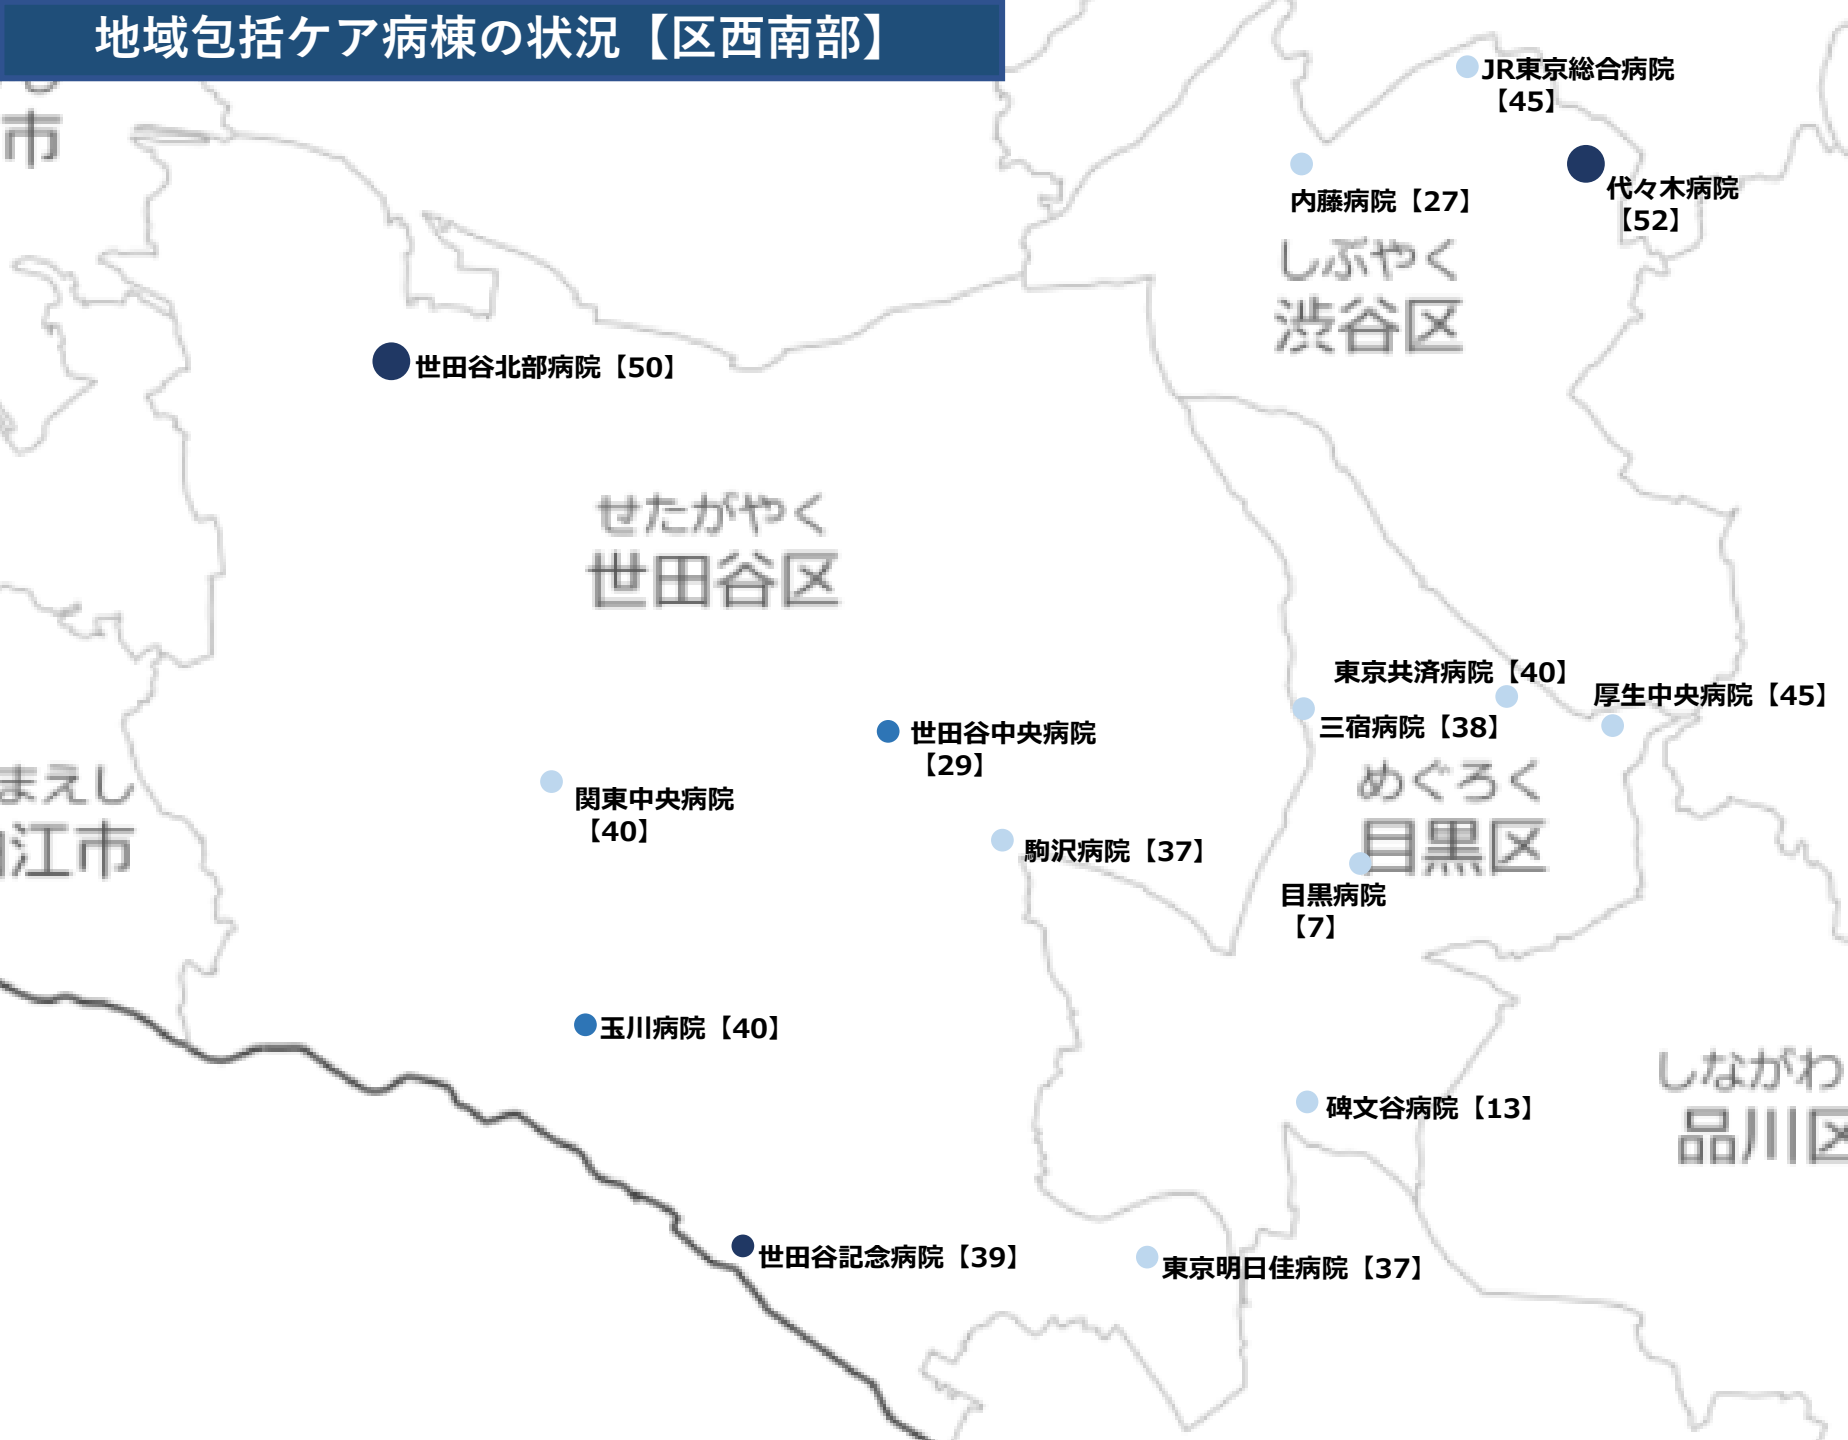 地域包括ケア病棟の状況【区西南部】
市
JR東京総合病院
【45】
代々木病院
【52】
内藤病院【27】
しぶやく
渋谷区
世田谷北部病院【50】
せたがやく
世田谷区
東京共済病院【40】
厚生中央病院【45】
三宿病院【38】
世田谷中央病院
【29】
めぐろく
目黒区
関東中央病院
【40】
まえし
江市
駒沢病院【37】
目黒病院
【7】
玉川病院【40】
しながわ
品川区
碑文谷病院【13】
世田谷記念病院【39】
東京明日佳病院【37】